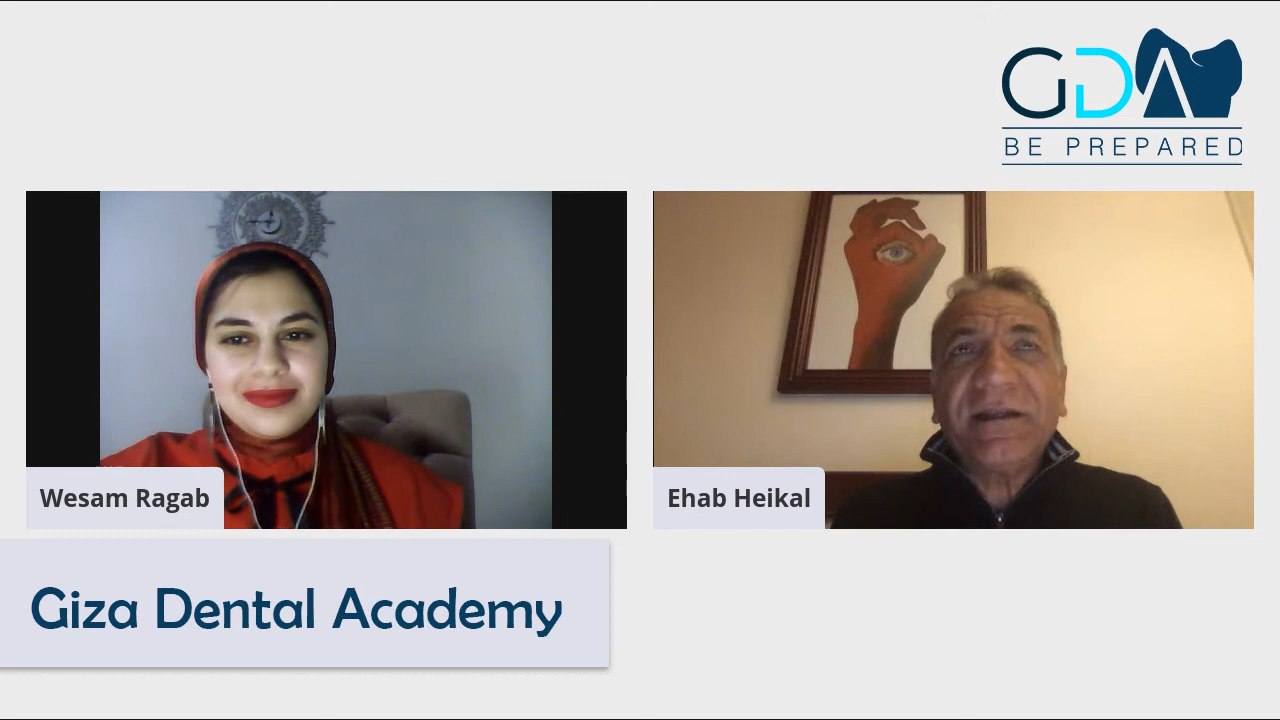 GDA
BE PREPARED
Wesam Ragab
Ehab Heikal
Giza Dental Academy